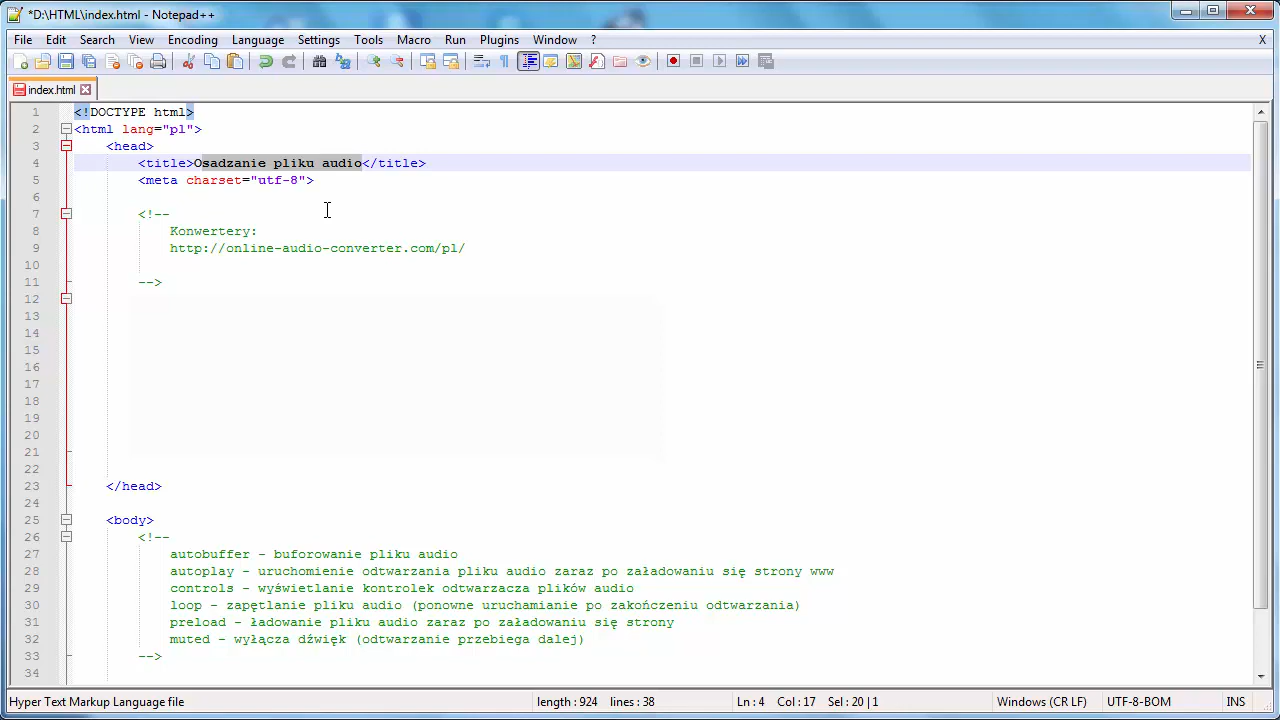 *D:\HTML\index.html - Notepad++
File Edit Search View Encoding Language Settings Tools Macro Run Plugins Window ? X
index.html
1 <!DOCTYPE html>
2 <html lang="pl">
3 <head>
4 <title>Osadzanie pliku audio</title>
5 <meta charset="utf-8">
6
7 <!--
8 Konwertery:
9 http://online-audio-converter.com/pl/
10
11 -->
12
13
14
15
16
17
18
19
20
21
22
23 </head>
24
25 <body>
26 <!--
27 autobuffer - buforowanie pliku audio
28 autoplay - uruchomienie odtwarzania pliku audio zaraz po załadowaniu się strony www
29 controls - wyświetlanie kontrolek odtwarzacza plików audio
30 loop - zapętlanie pliku audio (ponowne uruchamianie po zakończeniu odtwarzania)
31 preload - ładowanie pliku audio zaraz po załadowaniu się strony
32 muted - wyłącza dźwięk (odtwarzanie przebiega dalej)
33 -->
34
Hyper Text Markup Language file length : 924 lines : 38 Ln : 4 Col : 17 Sel : 20 | 1 Windows (CR LF) UTF-8-BOM INS